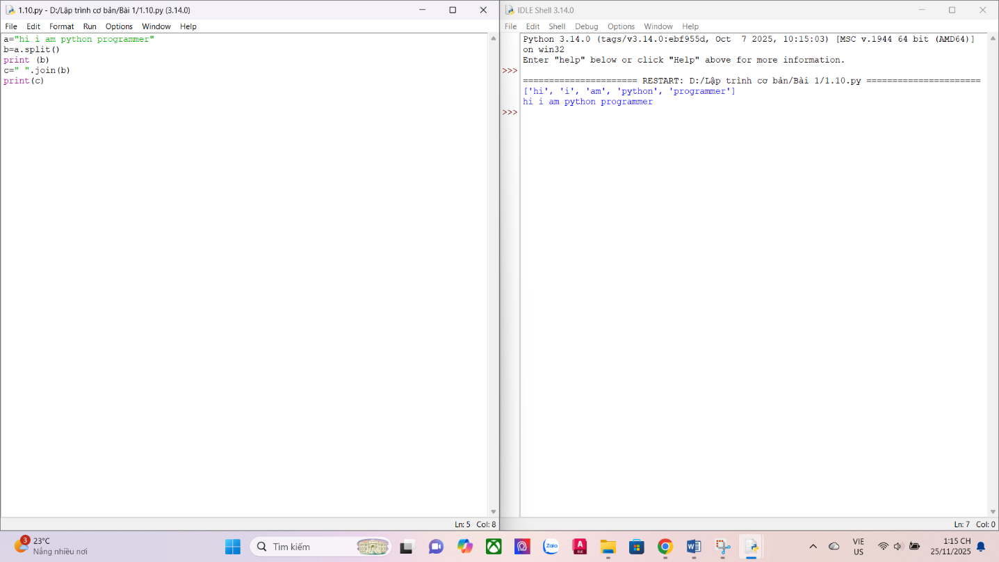 1.10.py - D:/Lập trình cơ bản/Bài 1/1.10.py (3.14.0)
File Edit Format Run Options Window Help
a="hi i am python programmer"
b=a.split()
print (b)
c=" ".join(b)
print(c)
Ln: 5 Col: 8
IDLE Shell 3.14.0
File Edit Shell Debug Options Window Help
Python 3.14.0 (tags/v3.14.0:ebf955d, Oct  7 2025, 10:15:03) [MSC v.1944 64 bit (AMD64)]
on win32
Enter "help" below or click "Help" above for more information.
>>>
====================== RESTART: D:/Lập trình cơ bản/Bài 1/1.10.py ======================
['hi', 'i', 'am', 'python', 'programmer']
hi i am python programmer
>>>
Ln: 7 Col: 0
3
23°C
Nắng nhiều nơi
Tìm kiếm
Zalo
A
ELE
W
VIE
US
1:15 CH
25/11/2025